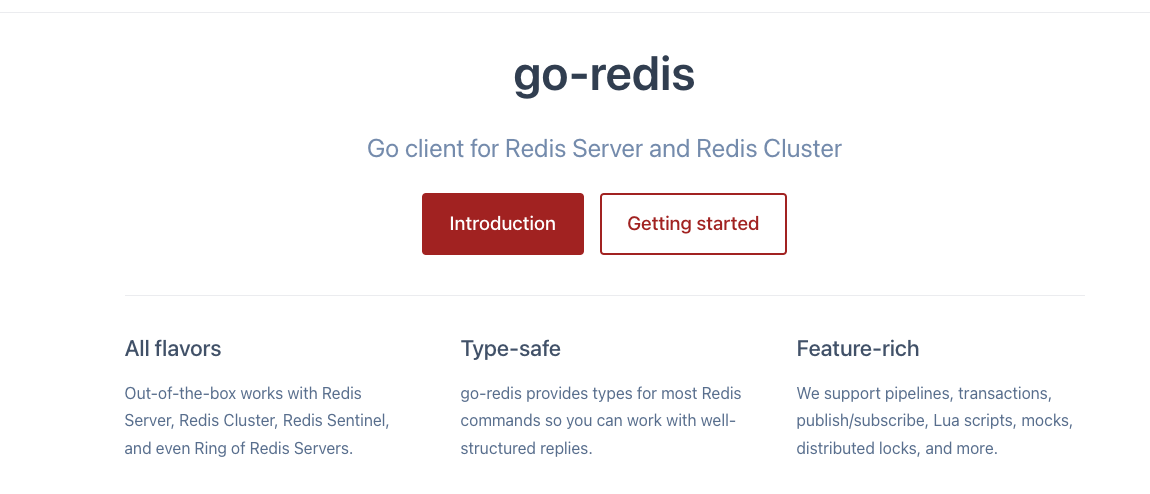 go-redis
Go client for Redis Server and Redis Cluster
Introduction
Getting started
All flavors
Out-of-the-box works with Redis
Server, Redis Cluster, Redis Sentinel,
and even Ring of Redis Servers.
Type-safe
go-redis provides types for most Redis
commands so you can work with well-
structured replies.
Feature-rich
We support pipelines, transactions,
publish/subscribe, Lua scripts, mocks,
distributed locks, and more.